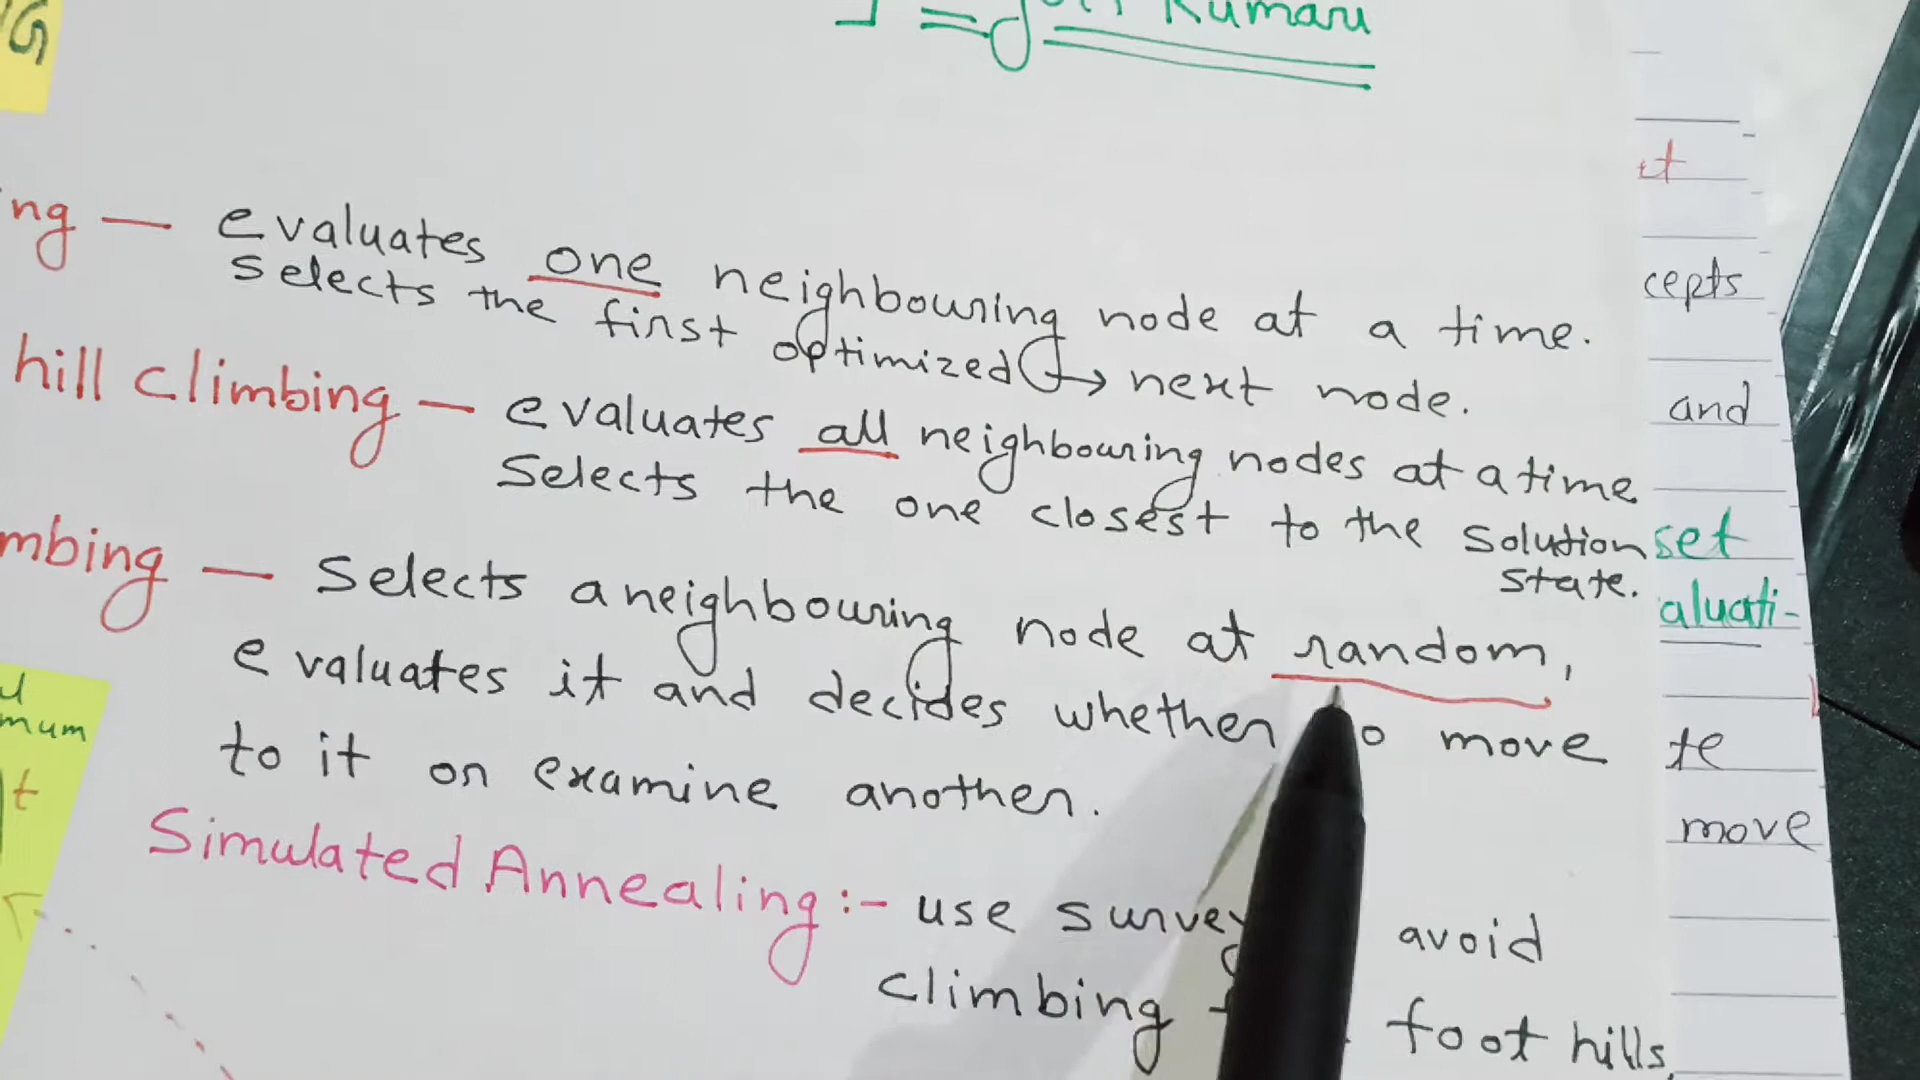 Kumari
ng — evaluates one neighbouring node at a time.
selects the first optimized → next node.
hill climbing — evaluates all neighbouring nodes at a time
Selects the one closest to the solution
state.
mbing — Selects a neighbouring node at random,
evaluates it and decides whether to move
to it or examine another.
Simulated Annealing :- use survey avoid
climbing foot hills.
mum
t
et
cepts
and
set
aluati-
te
move